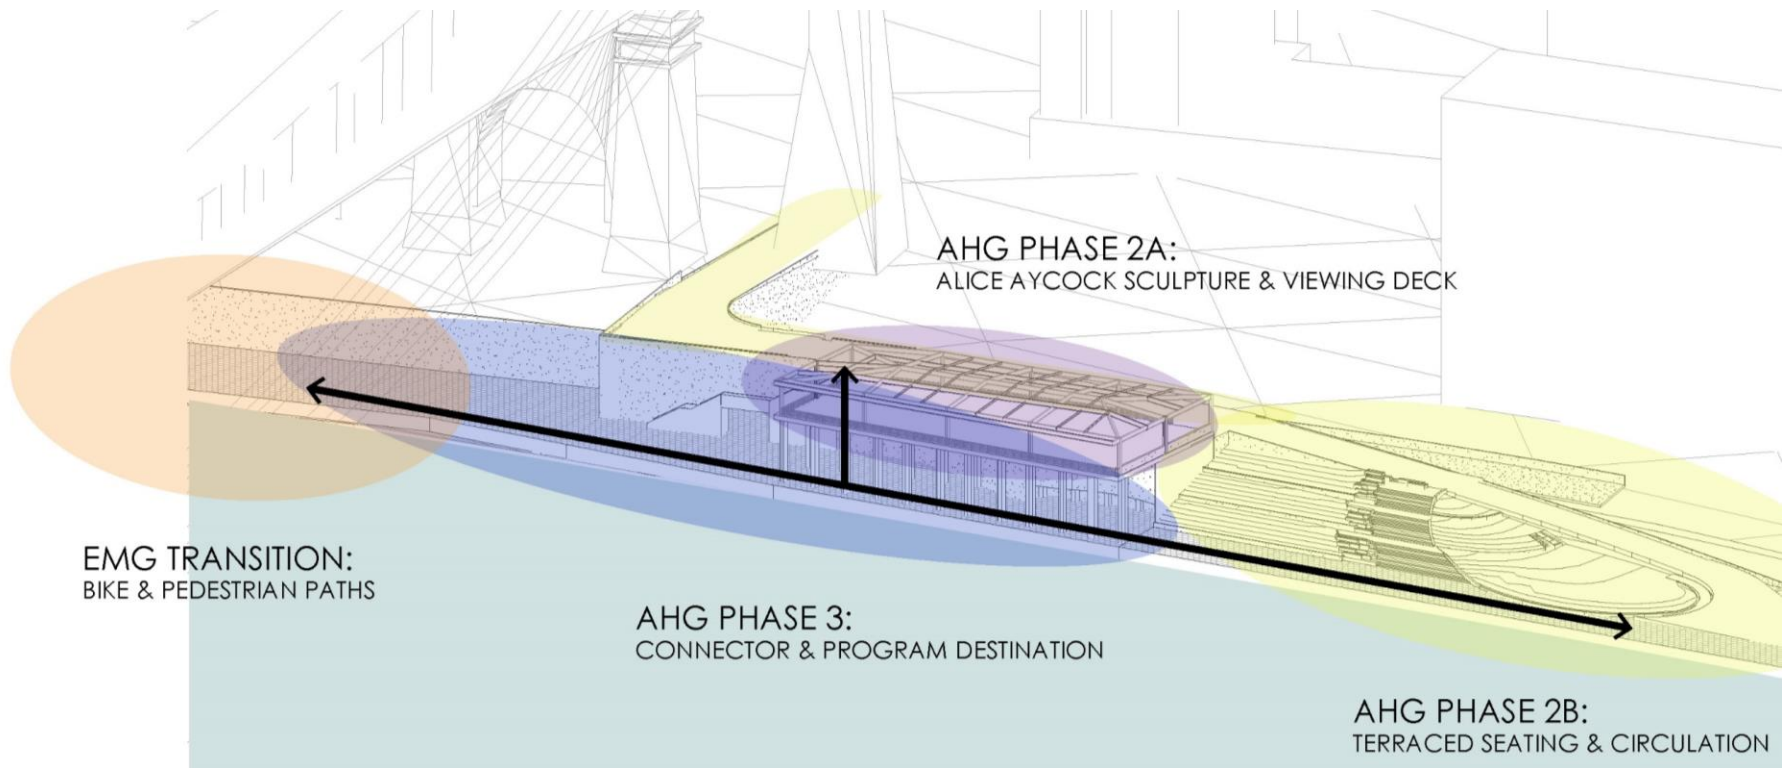 AHG PHASE 2A:
ALICE AYCOCK SCULPTURE & VIEWING DECK
EMG TRANSITION:
BIKE & PEDESTRIAN PATHS
AHG PHASE 3:
CONNECTOR & PROGRAM DESTINATION
AHG PHASE 2B:
TERRACED SEATING & CIRCULATION